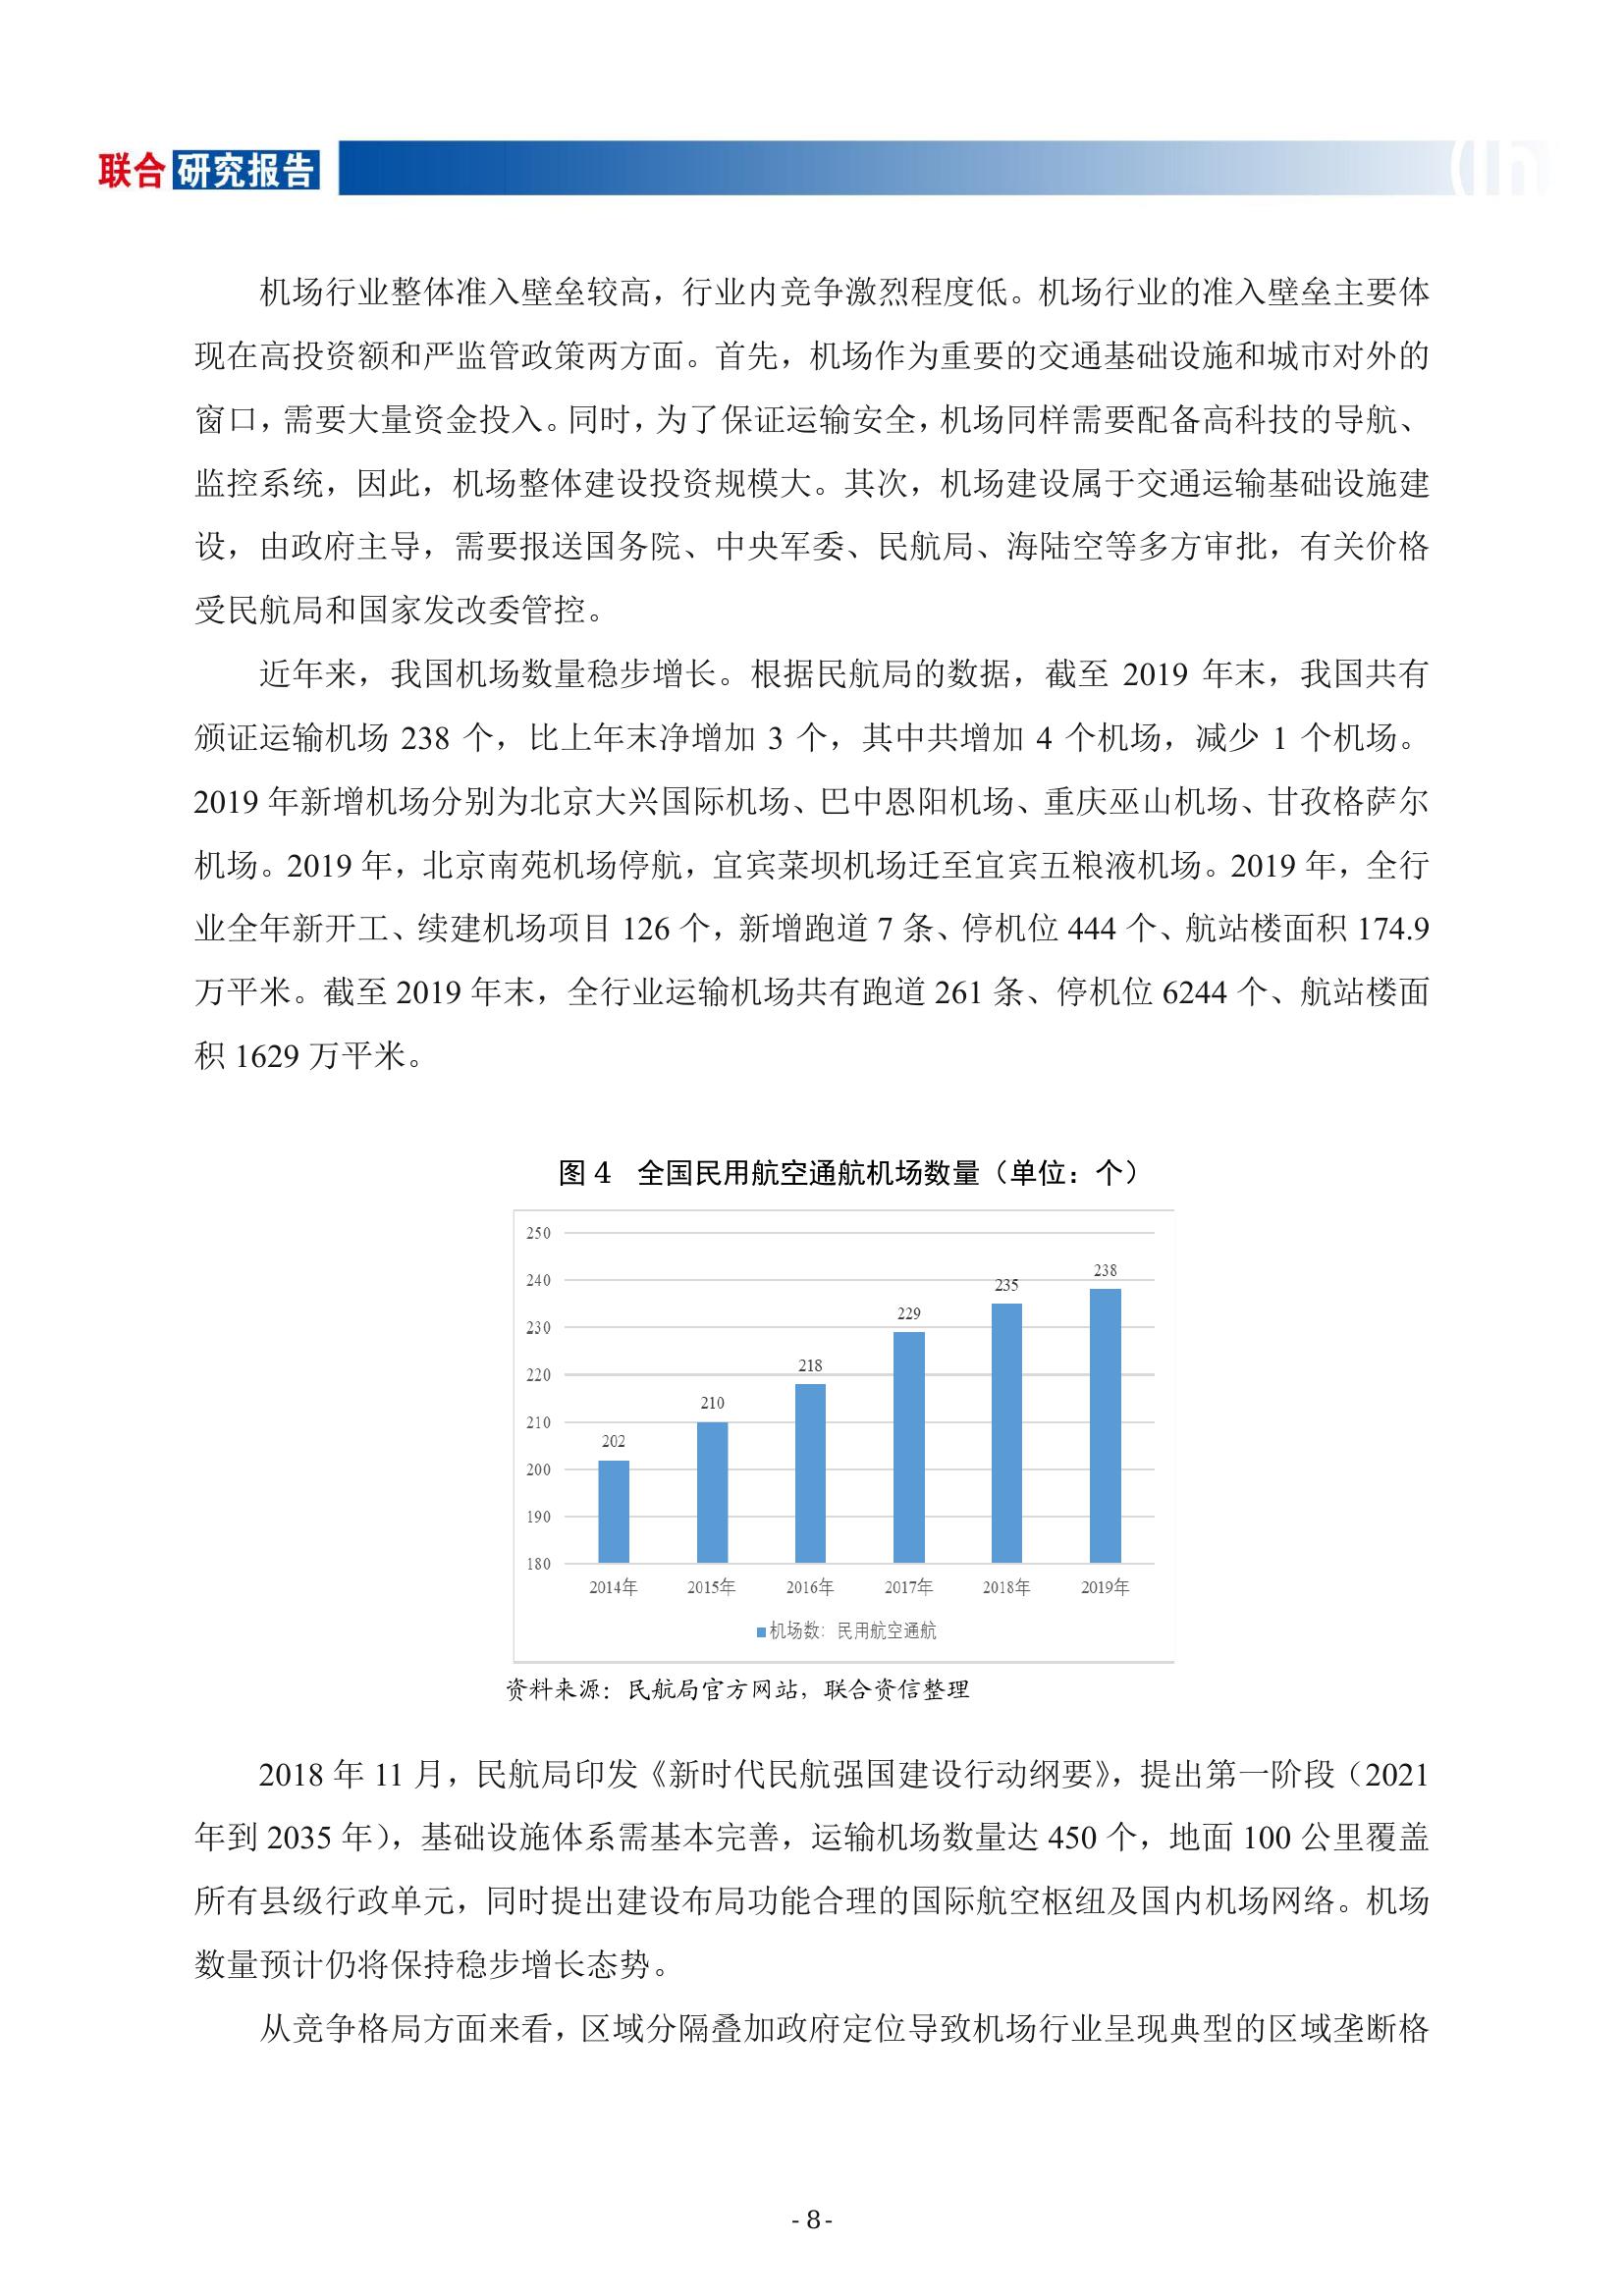 联合研究报告
机场行业整体准入壁垒较高，行业内竞争激烈程度低。机场行业的准入壁垒主要体
现在高投资额和严监管政策两方面。首先，机场作为重要的交通基础设施和城市对外的
窗口，需要大量资金投入。同时，为了保证运输安全，机场同样需要配备高科技的导航、
监控系统，因此，机场整体建设投资规模大。其次，机场建设属于交通运输基础设施建
设，由政府主导，需要报送国务院、中央军委、民航局、海陆空等多方审批，有关价格
受民航局和国家发改委管控。
近年来，我国机场数量稳步增长。根据民航局的数据，截至 2019 年末，我国共有
颁证运输机场 238 个，比上年末净增加 3 个，其中共增加 4 个机场，减少 1 个机场。
2019 年新增机场分别为北京大兴国际机场、巴中恩阳机场、重庆巫山机场、甘孜格萨尔
机场。2019 年，北京南苑机场停航，宜宾菜坝机场迁至宜宾五粮液机场。2019 年，全行
业全年新开工、续建机场项目 126 个，新增跑道 7 条、停机位 444 个、航站楼面积 174.9
万平米。截至 2019 年末，全行业运输机场共有跑道 261 条、停机位 6244 个、航站楼面
积 1629 万平米。
图 4 全国民用航空通航机场数量（单位：个）
250
240
230
220
210
200
190
180
202
210
218
229
235
238
2014年 2015年 2016年 2017年 2018年 2019年
机场数：民用航空通航
资料来源：民航局官方网站，联合资信整理
2018 年 11 月，民航局印发《新时代民航强国建设行动纲要》，提出第一阶段（2021
年到 2035 年），基础设施体系需基本完善，运输机场数量达 450 个，地面 100 公里覆盖
所有县级行政单元，同时提出建设布局功能合理的国际航空枢纽及国内机场网络。机场
数量预计仍将保持稳步增长态势。
从竞争格局方面来看，区域分隔叠加政府定位导致机场行业呈现典型的区域垄断格
- 8 -